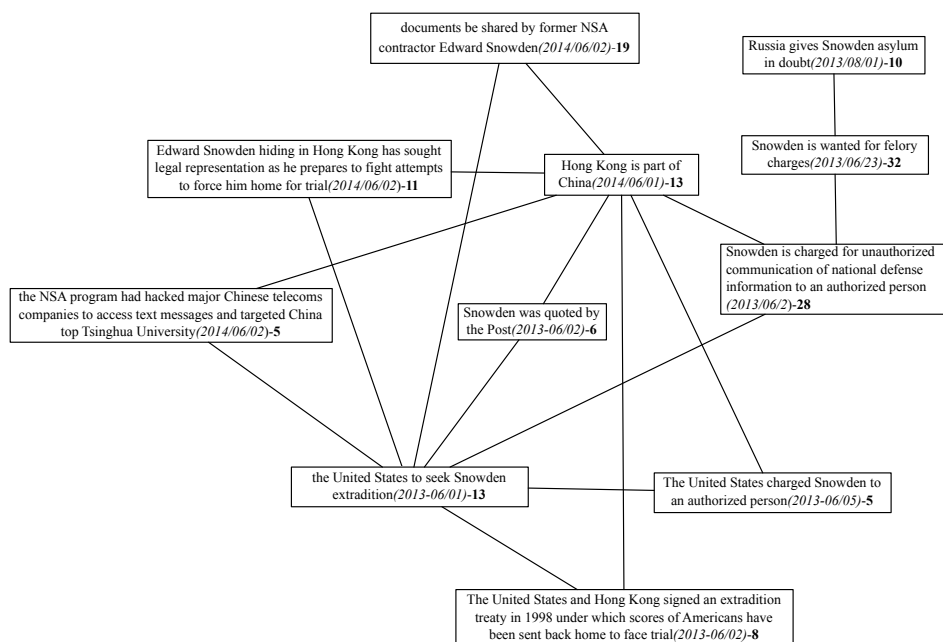 documents be shared by former NSA
contractor Edward Snowden(2014/06/02)-19
Russia gives Snowden asylum
in doubt(2013/08/01)-10
Edward Snowden hiding in Hong Kong has sought
legal representation as he prepares to fight attempts
to force him home for trial(2014/06/02)-11
Hong Kong is part of
China(2014/06/01)-13
Snowden is wanted for felory
charges(2013/06/23)-32
Snowden is charged for unauthorized
communication of national defense
information to an authorized person
(2013/06/2)-28
the NSA program had hacked major Chinese telecoms
companies to access text messages and targeted China
top Tsinghua University(2014/06/02)-5
Snowden was quoted by
the Post(2013-06/02)-6
the United States to seek Snowden
extradition(2013-06/01)-13
The United States charged Snowden to
an authorized person(2013-06/05)-5
The United States and Hong Kong signed an extradition
treaty in 1998 under which scores of Americans have
been sent back home to face trial(2013-06/02)-8